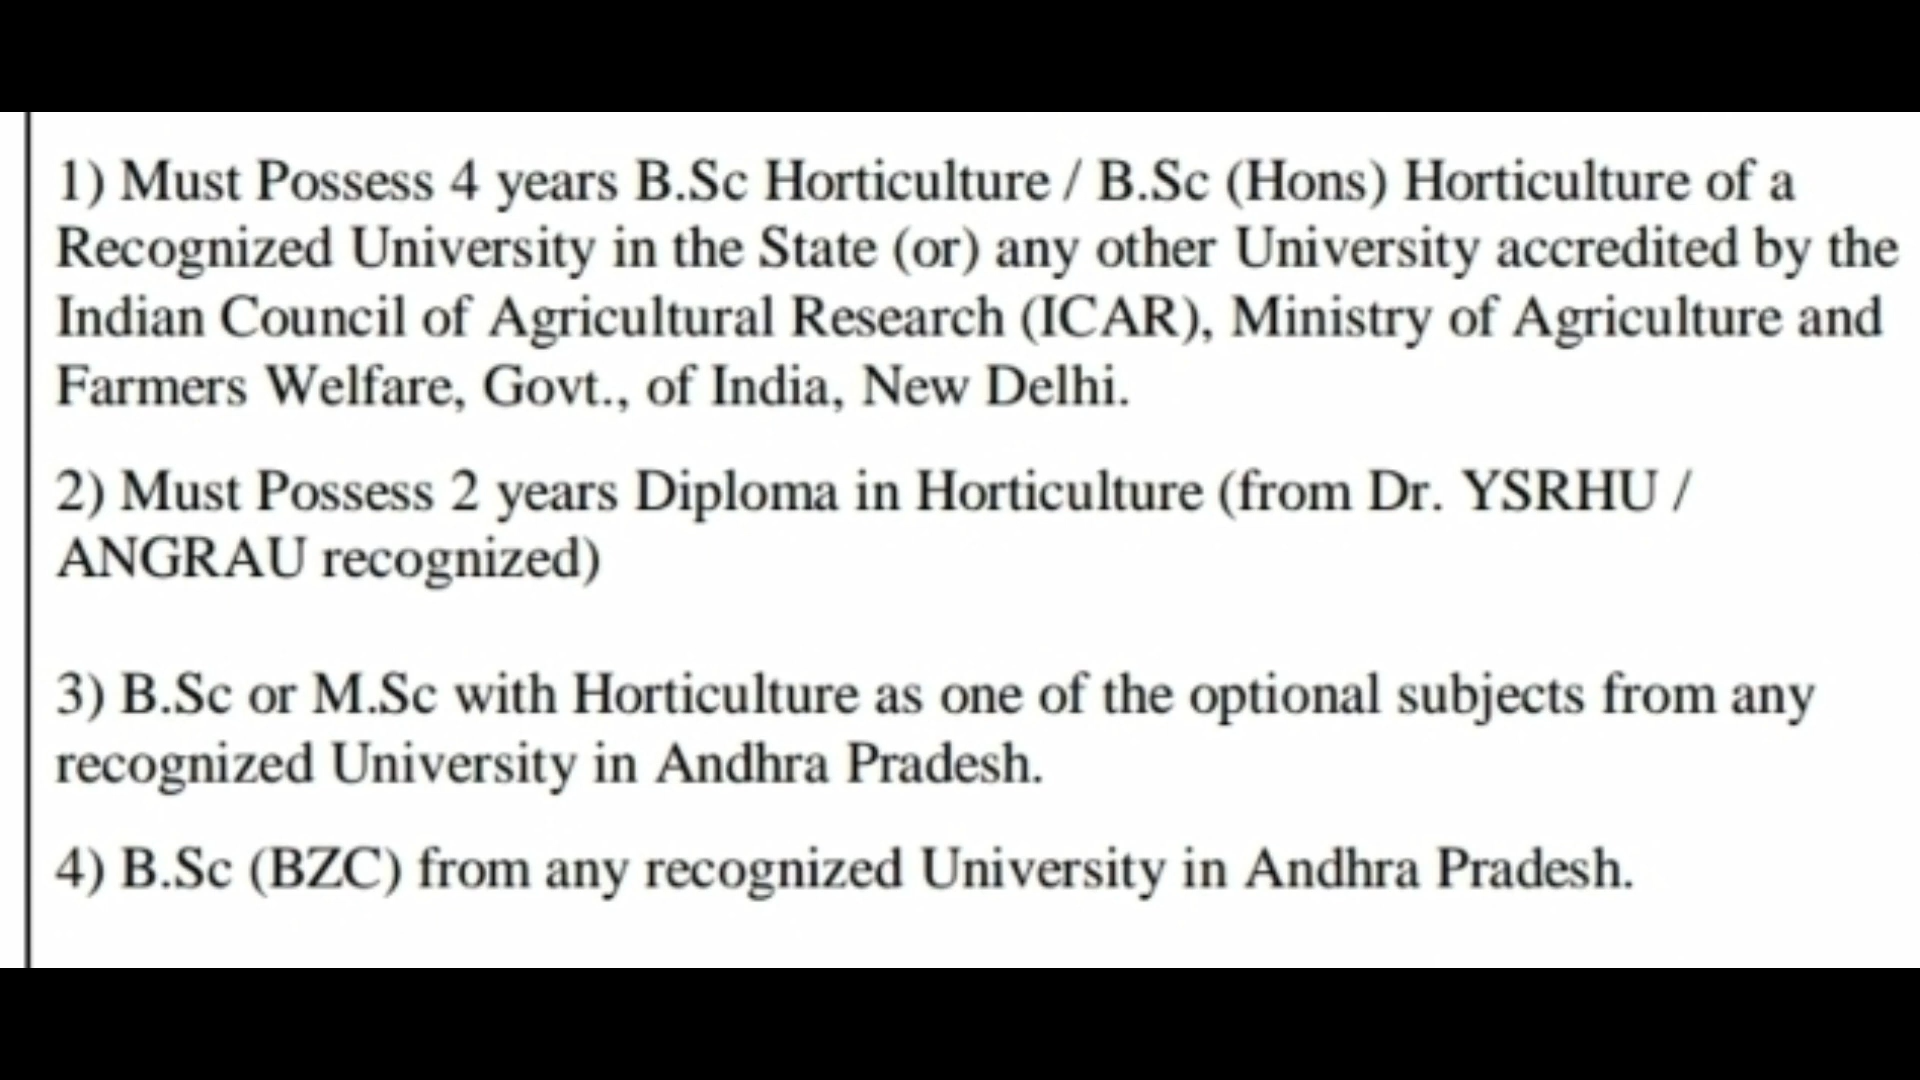 1) Must Possess 4 years B.Sc Horticulture / B.Sc (Hons) Horticulture of a
Recognized University in the State (or) any other University accredited by the
Indian Council of Agricultural Research (ICAR), Ministry of Agriculture and
Farmers Welfare, Govt., of India, New Delhi.
2) Must Possess 2 years Diploma in Horticulture (from Dr. YSRHU /
ANGRAU recognized)
3) B.Sc or M.Sc with Horticulture as one of the optional subjects from any
recognized University in Andhra Pradesh.
4) B.Sc (BZC) from any recognized University in Andhra Pradesh.